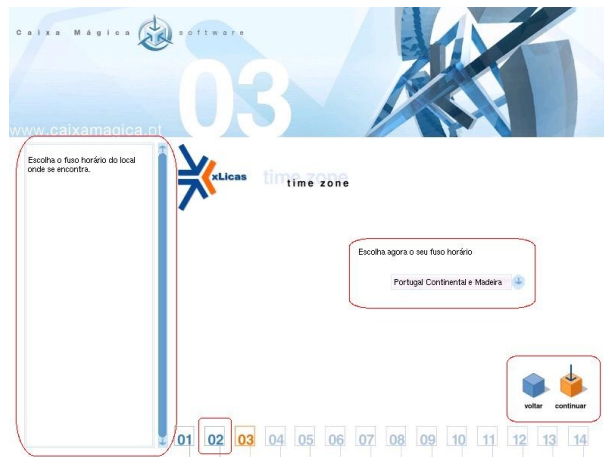 Caixa Mágica software
03
www.caixamagica.pt
Escolha o fuso horário do local
onde se encontra.
xLicas
time zone
time zone
Escolha agora o seu fuso horário
Portugal Continental e Madeira
voltar continuar
01 02 03 04 05 06 07 08 09 10 11 12 13 14